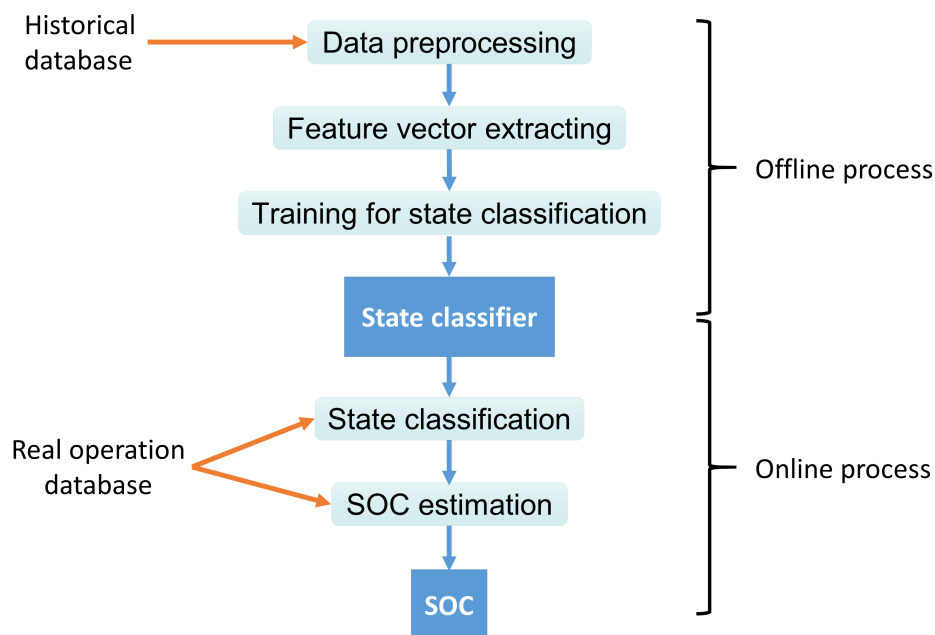 Historical
database
Data preprocessing
Feature vector extracting
Offline process
Training for state classification
State classifier
State classification
Real operation
database
Online process
SOC estimation
SOC